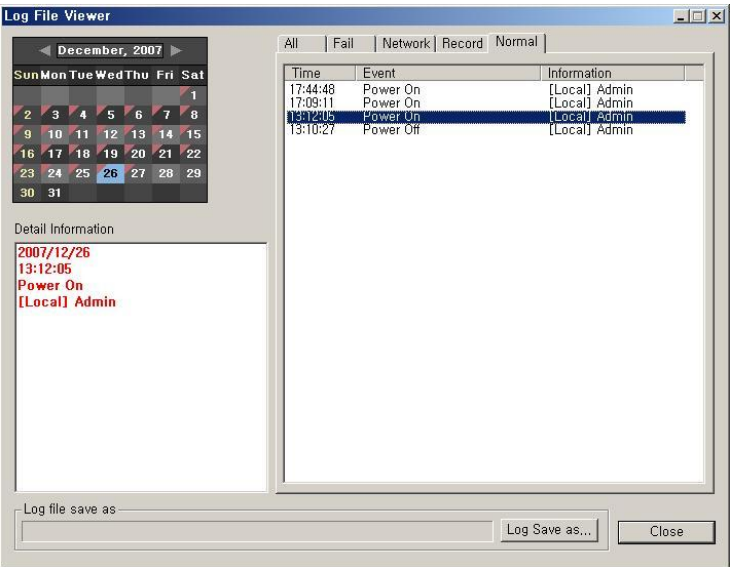 Log File Viewer
December, 2007
Sun Mon Tue Wed Thu Fri Sat
1
2 3 4 5 6 7 8
9 10 11 12 13 14 15
16 17 18 19 20 21 22
23 24 25 26 27 28 29
30 31
Detail Information
2007/12/26
13:12:05
Power On
[Local] Admin
All Fail Network Record Normal
Time Event Information
17:44:48 Power On [Local] Admin
17:09:11 Power On [Local] Admin
13:12:05 Power On [Local] Admin
13:10:27 Power Off [Local] Admin
Log file save as
Log Save as...
Close